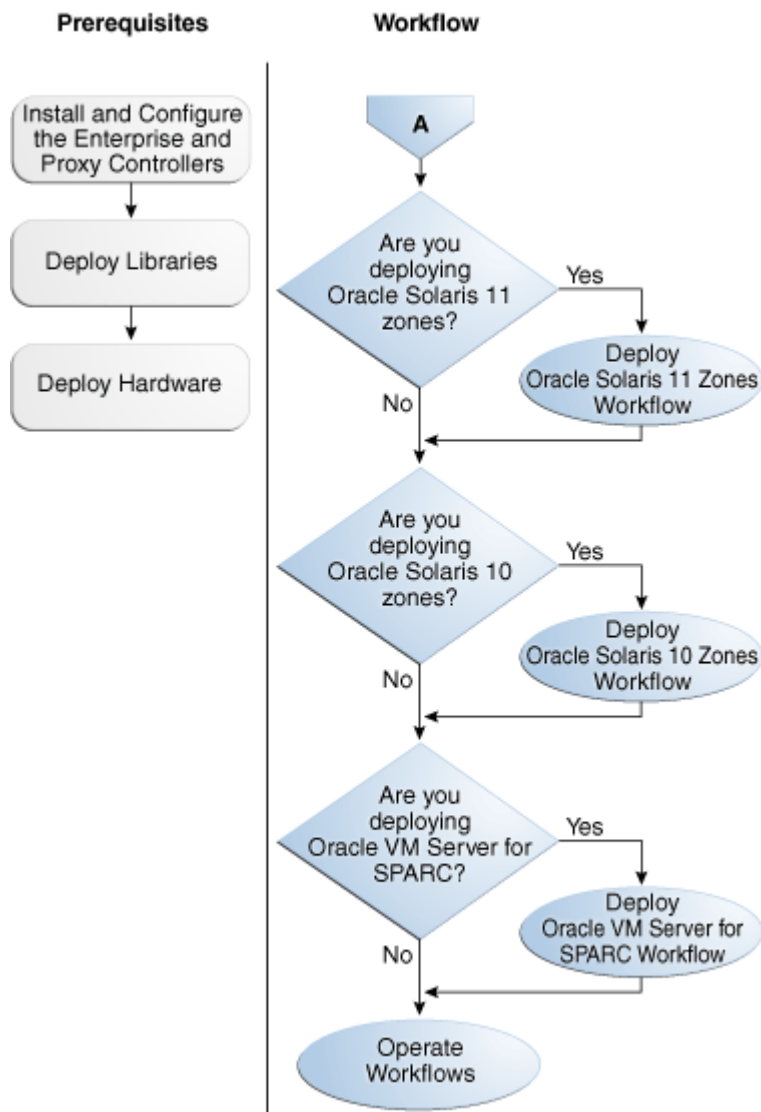 Prerequisites
Install and Configure
the Enterprise and
Proxy Controllers
Deploy Libraries
Deploy Hardware
Workflow
A
Are you
deploying
Oracle Solaris 11
zones?
Yes
Deploy
Oracle Solaris 11 Zones
Workflow
No
Are you
deploying
Oracle Solaris 10
zones?
Yes
Deploy
Oracle Solaris 10 Zones
Workflow
No
Are you
deploying
Oracle VM Server for
SPARC?
Yes
Deploy
Oracle VM Server for
SPARC Workflow
No
Operate
Workflows